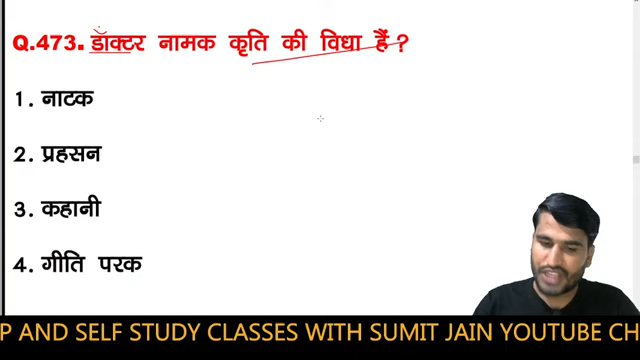 Q.473. डॉक्टर नामक कृति की विधा हैं ?
1. नाटक
2. प्रहसन
3. कहानी
4. गीति परक
P AND SELF STUDY CLASSES WITH SUMIT JAIN YOUTUBE CH